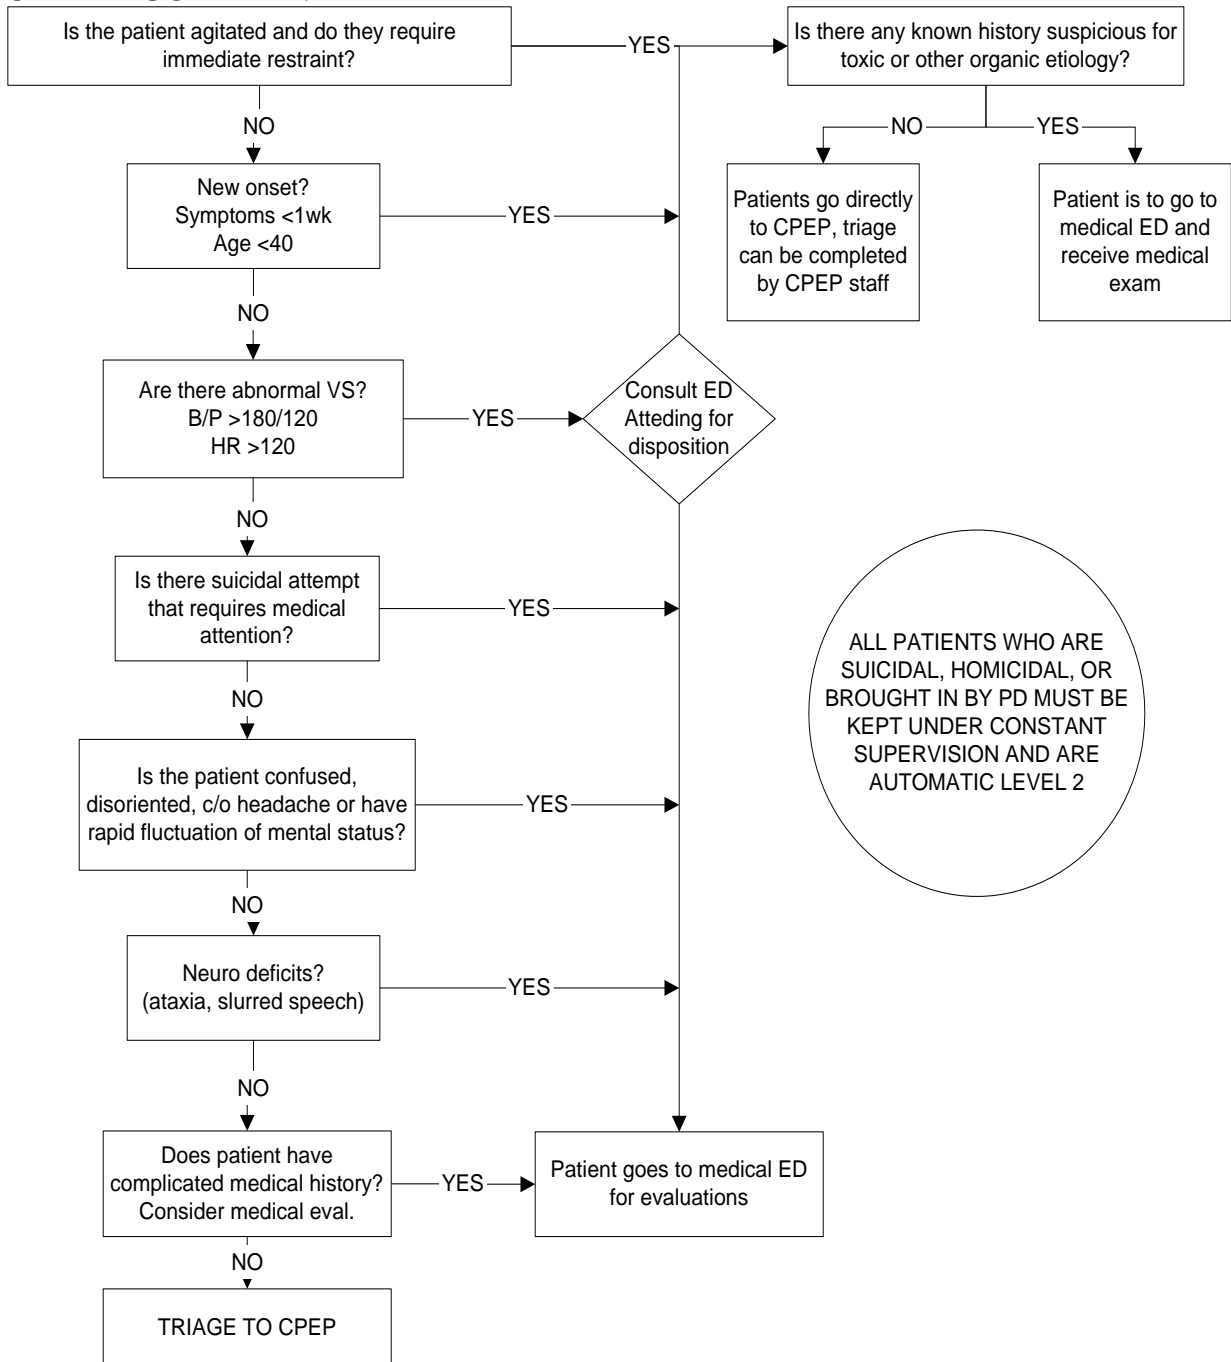 Is the patient agitated and do they require
immediate restraint?
YES
Is there any known history suspicious for
toxic or other organic etiology?
NO
NO
YES
New onset?
Symptoms <1wk
Age <40
YES
Patients go directly
to CPEP, triage
can be completed
by CPEP staff
Patient is to go to
medical ED and
receive medical
exam
NO
Are there abnormal VS?
B/P >180/120
HR >120
YES
Consult ED
Atteding for
disposition
NO
Is there suicidal attempt
that requires medical
attention?
YES
ALL PATIENTS WHO ARE
SUICIDAL, HOMICIDAL, OR
BROUGHT IN BY PD MUST BE
KEPT UNDER CONSTANT
SUPERVISION AND ARE
AUTOMATIC LEVEL 2
NO
Is the patient confused,
disoriented, c/o headache or have
rapid fluctuation of mental status?
YES
NO
Neuro deficits?
(ataxia, slurred speech)
YES
NO
Does patient have
complicated medical history?
Consider medical eval.
YES
Patient goes to medical ED
for evaluations
NO
TRIAGE TO CPEP